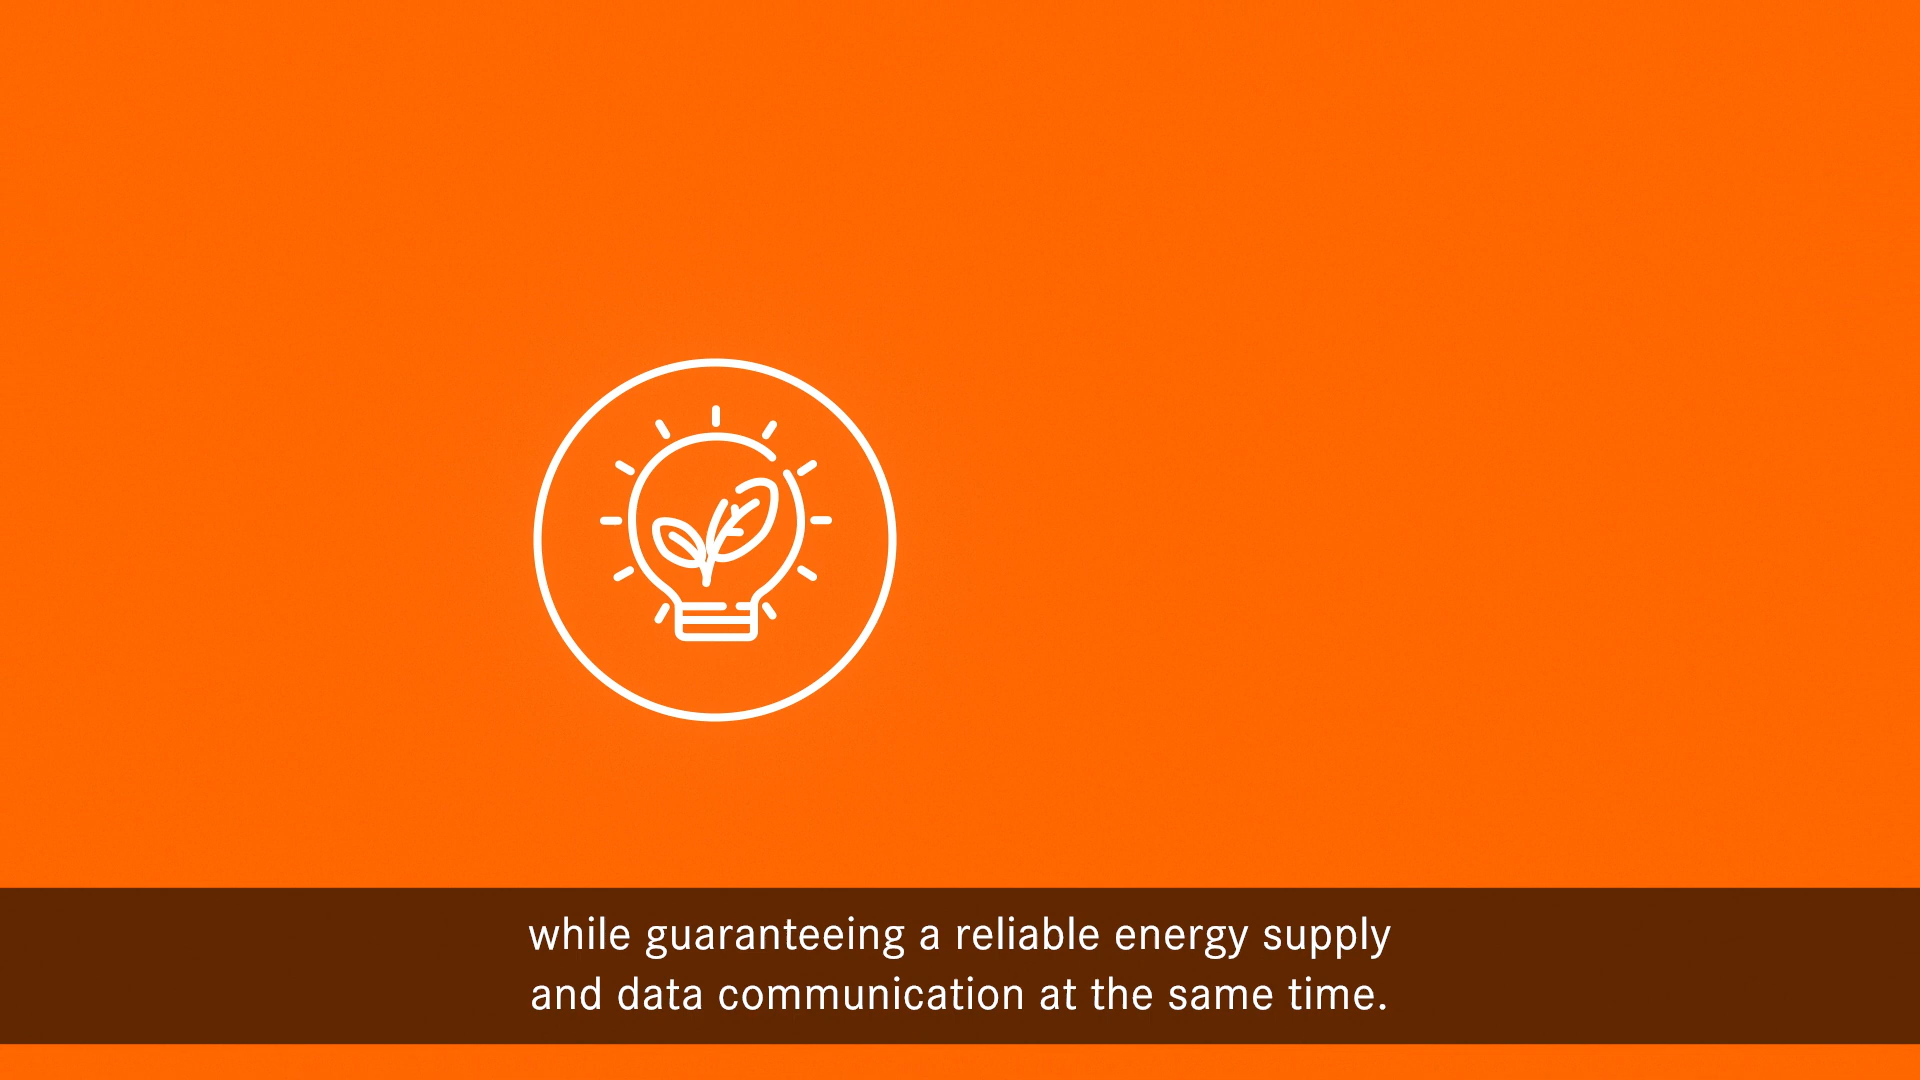 while guaranteeing a reliable energy supply
and data communication at the same time.